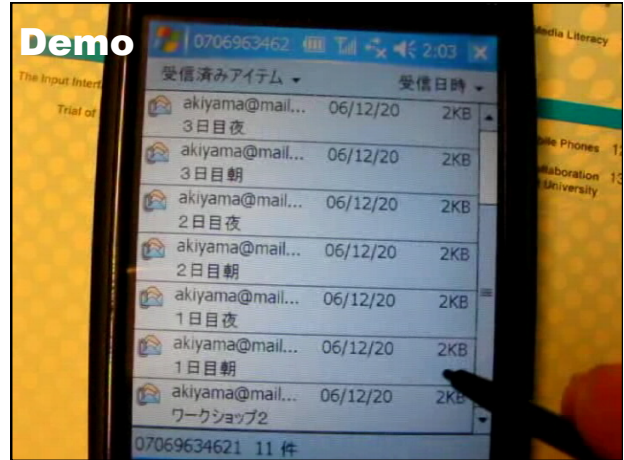 Demo
0706963462 2:03
受信済みアイテム 受信日時
akiyama@mail... 06/12/20 2KB
3日目夜
akiyama@mail... 06/12/20 2KB
3日目朝
akiyama@mail... 06/12/20 2KB
2日目夜
akiyama@mail... 06/12/20 2KB
2日目朝
akiyama@mail... 06/12/20 2KB
1日目夜
akiyama@mail... 06/12/20 2KB
1日目朝
akiyama@mail... 06/12/20 2KB
ワークショップ2
07069634621 11 件
The Input
Trial of
Media Literacy
Phones
University